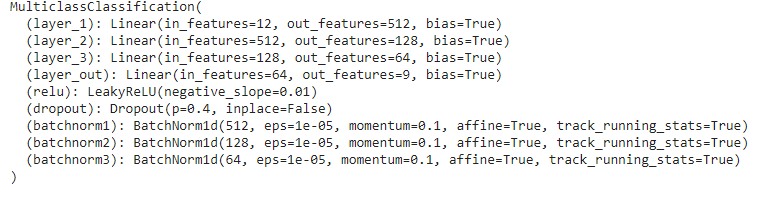 MulticlassClassification(
(layer_1): Linear(in_features=12, out_features=512, bias=True)
(layer_2): Linear(in_features=512, out_features=128, bias=True)
(layer_3): Linear(in_features=128, out_features=64, bias=True)
(layer_out): Linear(in_features=64, out_features=9, bias=True)
(relu): LeakyReLU(negative_slope=0.01)
(dropout): Dropout(p=0.4, inplace=False)
(batchnorm1): BatchNorm1d(512, eps=1e-05, momentum=0.1, affine=True, track_running_stats=True)
(batchnorm2): BatchNorm1d(128, eps=1e-05, momentum=0.1, affine=True, track_running_stats=True)
(batchnorm3): BatchNorm1d(64, eps=1e-05, momentum=0.1, affine=True, track_running_stats=True)
)